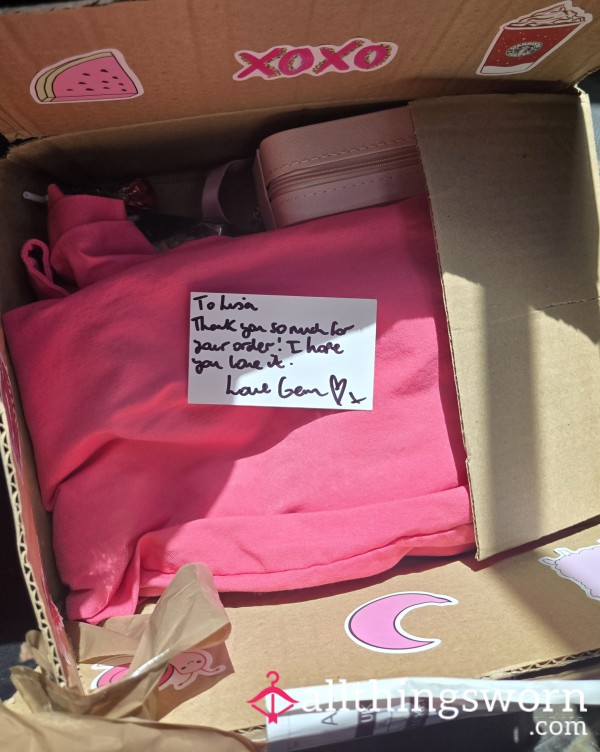 XOXO
To Lusia
Thank you so much for
your order! I hope
you love it.
Love Gem
allthingsworn
.com